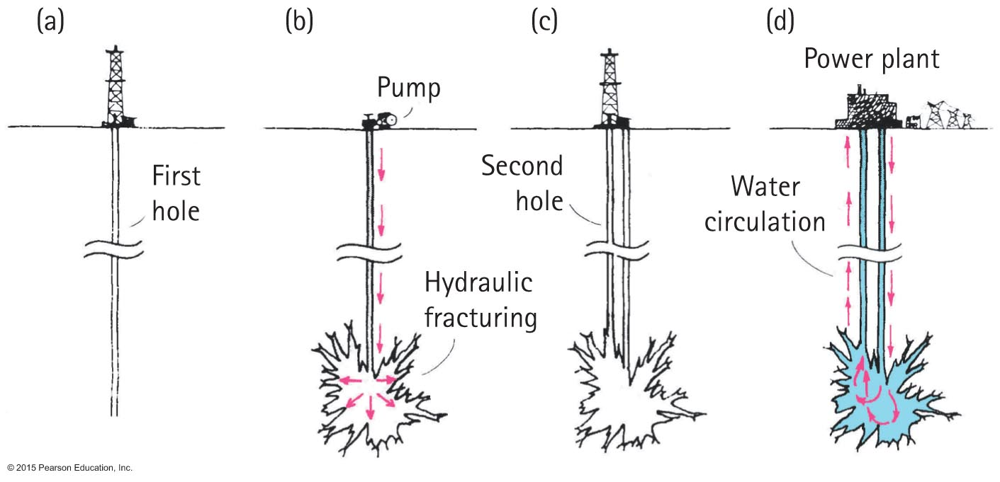 (a)
(b)
(c)
(d)
Power plant
Pump
First
hole
Second
hole
Water
circulation
Hydraulic
fracturing
© 2015 Pearson Education, Inc.